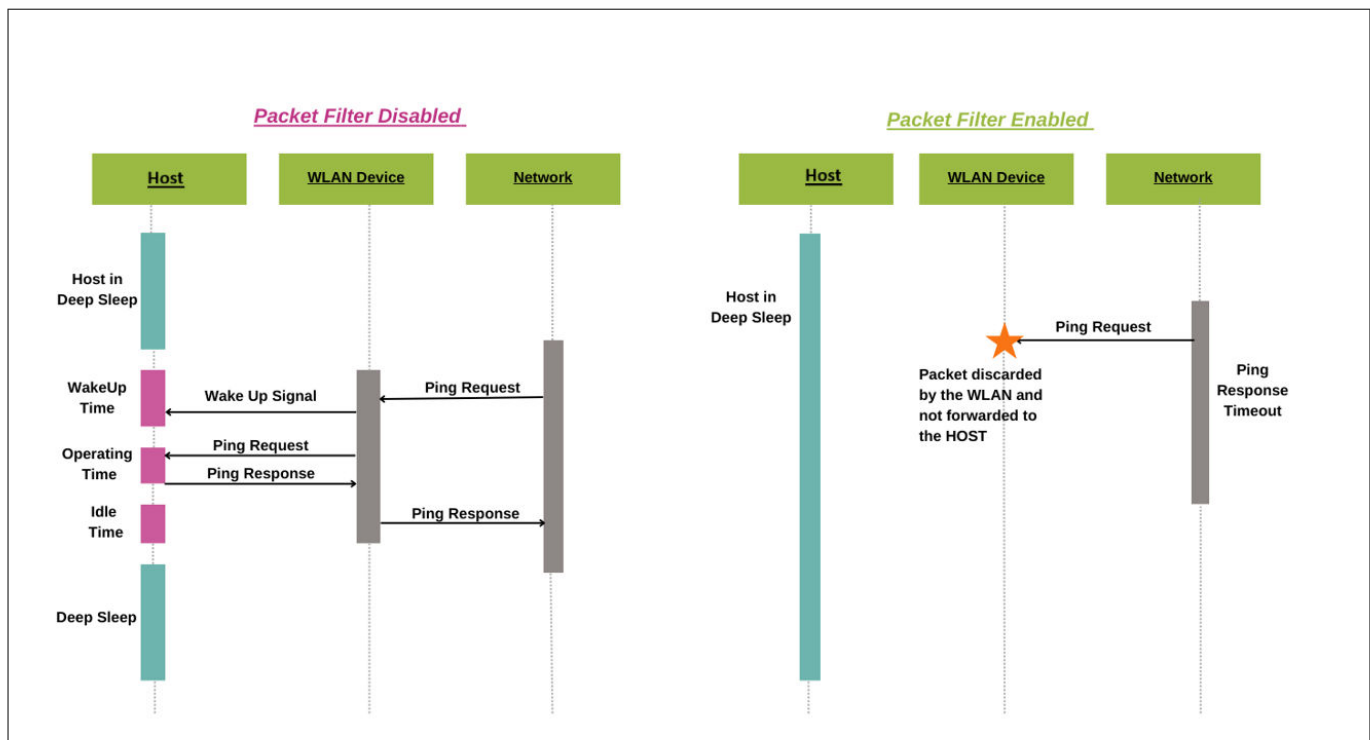 Packet Filter Disabled
Host
WLAN Device
Network
Host in
Deep Sleep
WakeUp
Time
Wake Up Signal
Ping Request
Operating
Time
Ping Request
Ping Response
Idle
Time
Ping Response
Deep Sleep
Packet Filter Enabled
Host
WLAN Device
Network
Host in
Deep Sleep
Ping Request
Packet discarded
by the WLAN and
not forwarded to
the HOST
Ping
Response
Timeout